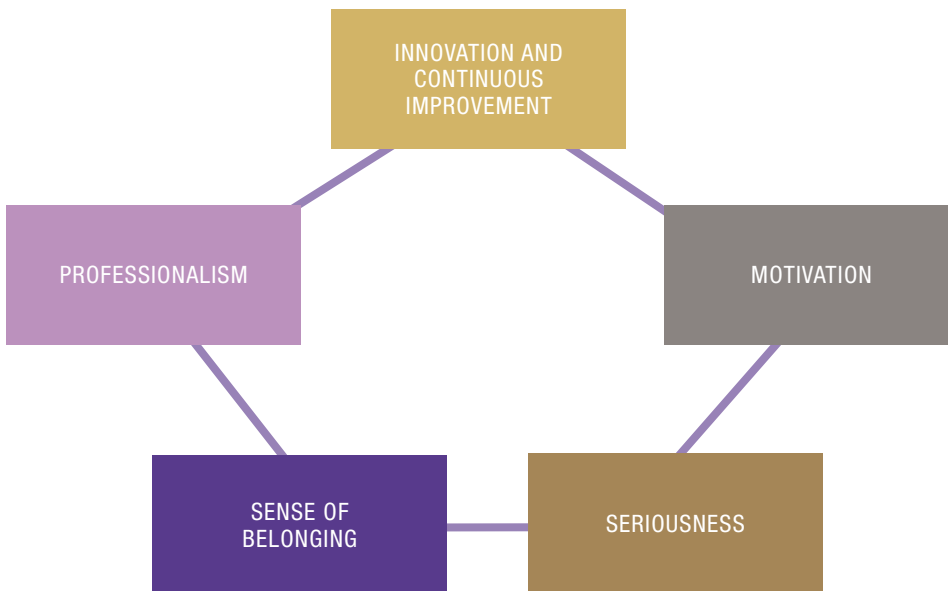 INNOVATION AND
CONTINUOUS
IMPROVEMENT
PROFESSIONALISM
MOTIVATION
SENSE OF
BELONGING
SERIOUSNESS